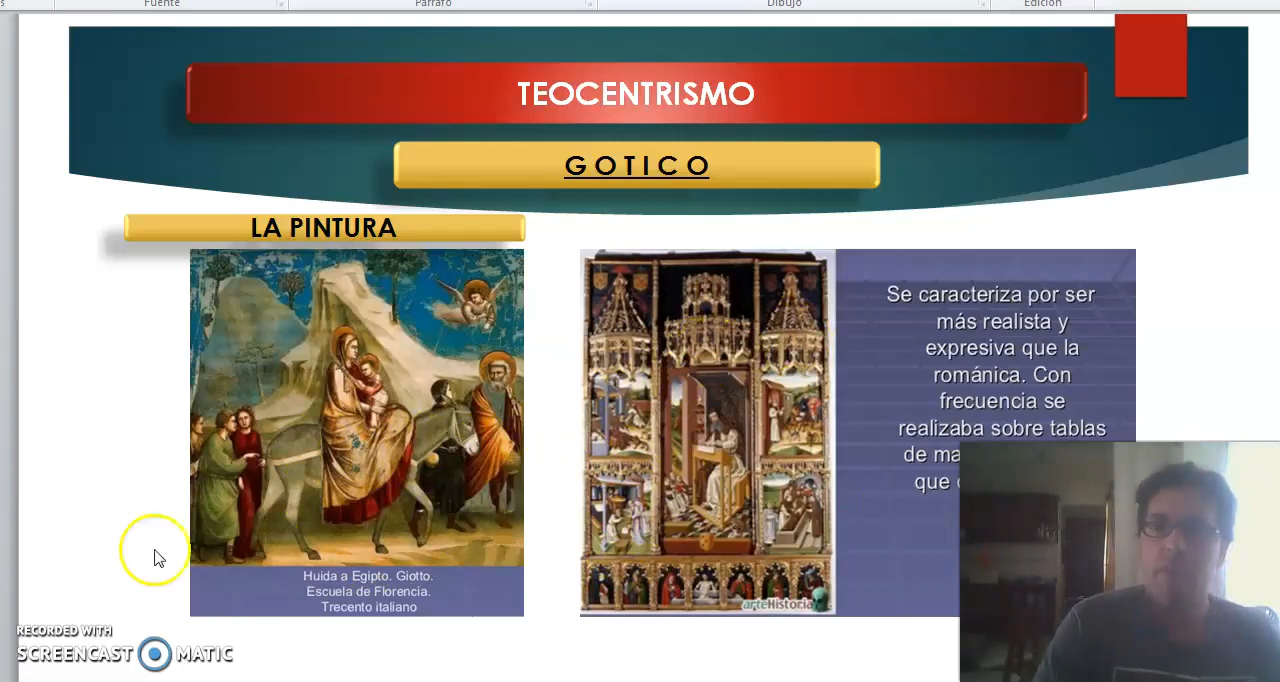 Fuente
Párrafo
Dibujo
Edición
TEOCENTRISMO
G O T I C O
LA PINTURA
Se caracteriza por ser
más realista y
expresiva que la
románica. Con
frecuencia se
realizaba sobre tablas
de
que
Huida a Egipto. Giotto.
Escuela de Florencia.
Trecento italiano
arteHistoria
RECORDED WITH
SCREENCAST MATIC